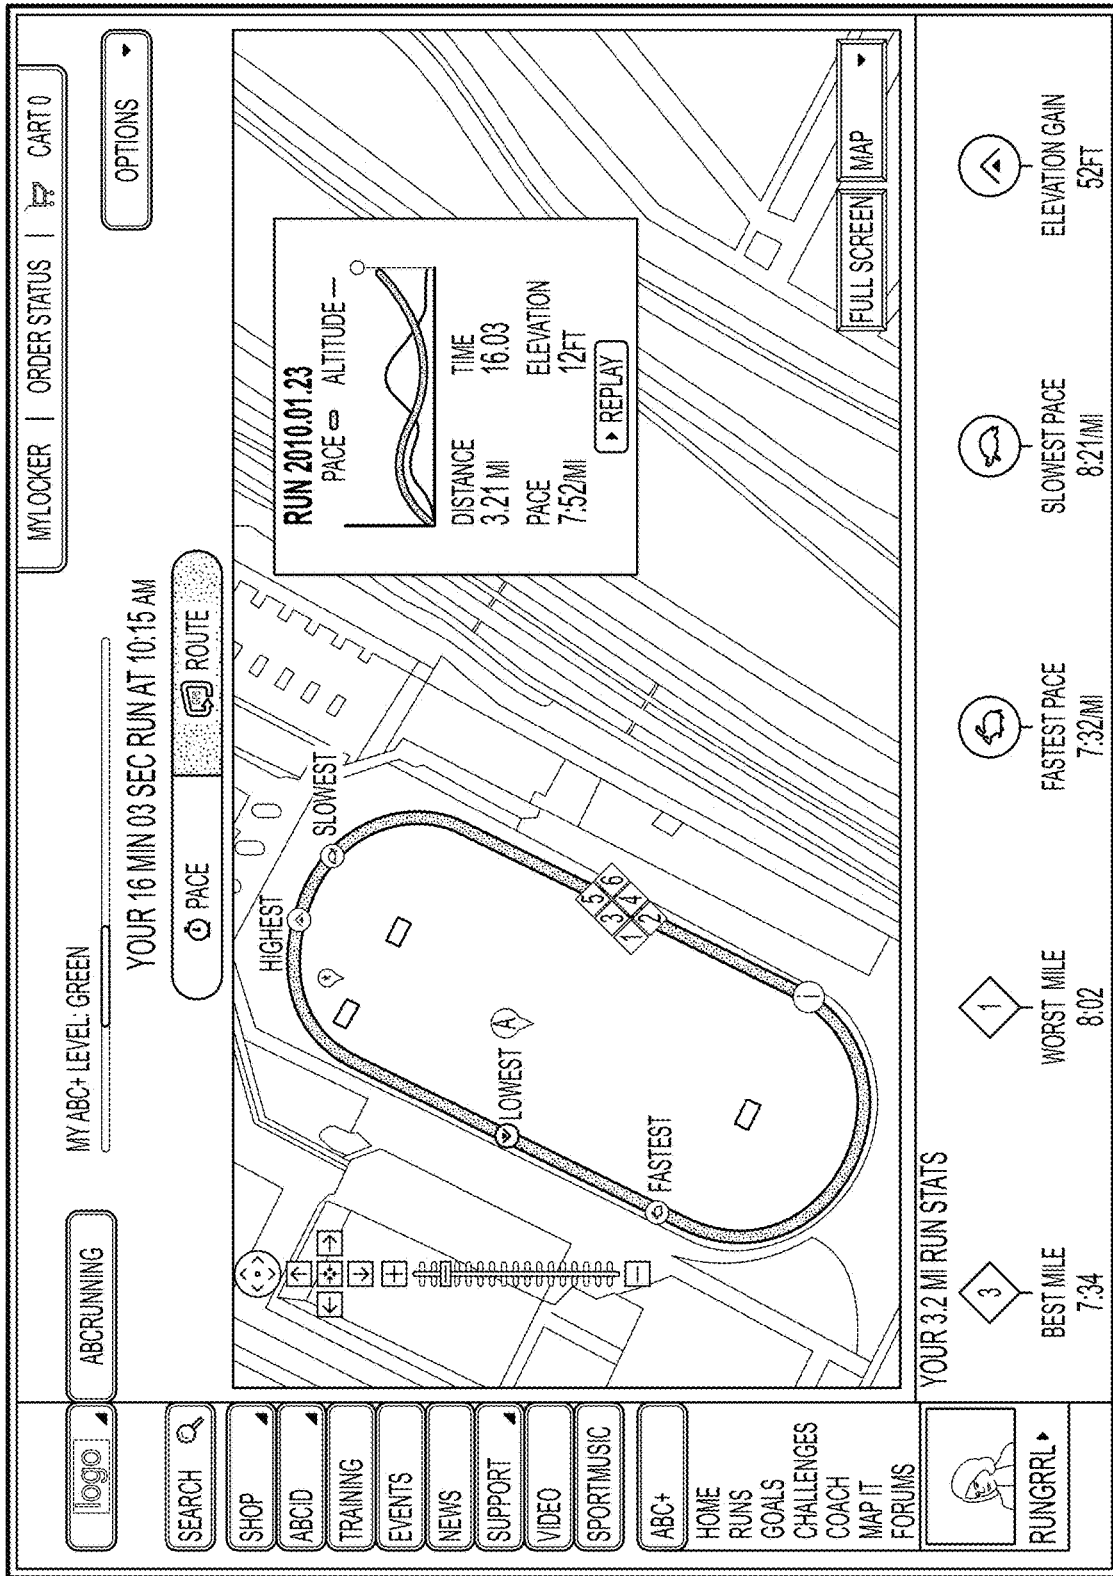 logo
ABCRUNNING
MY ABC+ LEVEL: GREEN
MYLOCKER | ORDER STATUS | CART 0
SEARCH
SHOP
ABCID
TRAINING
EVENTS
NEWS
SUPPORT
VIDEO
SPORTMUSIC
ABC+
HOME
RUNS
GOALS
CHALLENGES
COACH
MAP IT
FORUMS
RUNGRRL
YOUR 16 MIN 03 SEC RUN AT 10:15 AM
OPTIONS
PACE
ROUTE
HIGHEST
SLOWEST
A
LOWEST
FASTEST
5 6
3 4
1 2
i
RUN 2010.01.23
PACE ALTITUDE
DISTANCE TIME
3.21 MI 16.03
PACE ELEVATION
7:52/MI 12FT
REPLAY
FULL SCREEN
MAP
YOUR 3.2 MI RUN STATS
3
BEST MILE
7:34
1
WORST MILE
8:02
FASTEST PACE
7:32/MI
SLOWEST PACE
8:21/MI
ELEVATION GAIN
52FT